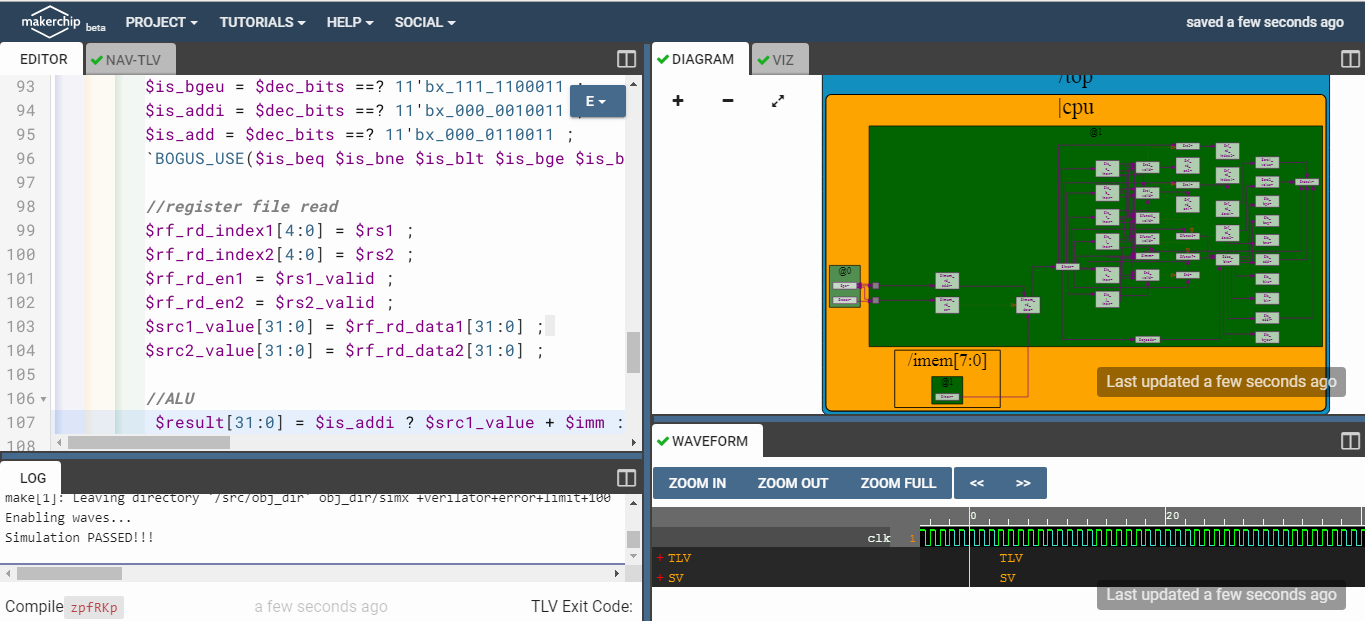 makerchip beta PROJECT TUTORIALS HELP SOCIAL saved a few seconds ago
EDITOR NAV-TLV
E
93 $is_bgeu = $dec_bits ==? 11'bx_111_1100011 ;
94 $is_addi = $dec_bits ==? 11'bx_000_0010011
95 $is_add = $dec_bits ==? 11'bx_000_0110011 ;
96 `BOGUS_USE($is_beq $is_bne $is_blt $is_bge $is_b
97
98 //register file read
99 $rf_rd_index1[4:0] = $rs1 ;
100 $rf_rd_index2[4:0] = $rs2 ;
101 $rf_rd_en1 = $rs1_valid ;
102 $rf_rd_en2 = $rs2_valid ;
103 $src1_value[31:0] = $rf_rd_data1[31:0] ;
104 $src2_value[31:0] = $rf_rd_data2[31:0] ;
105
106 //ALU
107 $result[31:0] = $is_addi ? $src1_value + $imm :
108
LOG
make[1]: Leaving directory '/src/obj_dir' obj_dir/simx +verilator+error+limit+100
Enabling waves...
Simulation PASSED!!!
Compile zpfRKp a few seconds ago TLV Exit Code:
DIAGRAM VIZ
/top
|cpu
@1
@0
/imem[7:0]
@1
Last updated a few seconds ago
WAVEFORM
ZOOM IN ZOOM OUT ZOOM FULL << >>
0 20
clk 1
+ TLV TLV
+ SV SV
Last updated a few seconds ago